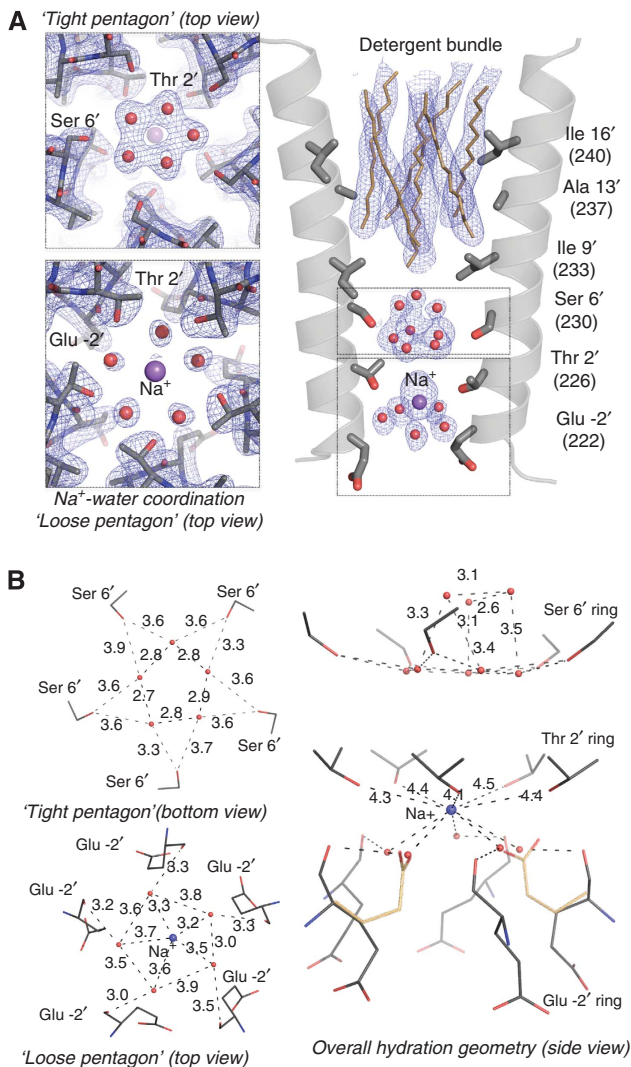 A
'Tight pentagon' (top view)
Thr 2′
Ser 6′
Thr 2′
Glu -2′
Na+
Na+-water coordination
'Loose pentagon' (top view)
Detergent bundle
Ile 16′
(240)
Ala 13′
(237)
Ile 9′
(233)
Ser 6′
(230)
Thr 2′
(226)
Glu -2′
(222)
Na+
B
Ser 6′
Ser 6′
3.6
3.6
3.9
2.8
2.8
3.3
Ser 6′
3.6
2.7
2.9
3.6
3.6
2.8
3.6
Ser 6′
3.3
3.7
Ser 6′
'Tight pentagon'(bottom view)
Glu -2′
3.3
Glu -2′
Glu -2′
3.2
3.6
3.3
3.8
3.7
3.2
3.3
Na+
3.0
3.5
3.5
3.6
Glu -2′
3.9
3.0
3.5
Glu -2′
'Loose pentagon' (top view)
3.1
2.6
3.3
3.1
3.5
3.4
Ser 6′ ring
Thr 2′ ring
4.3
4.4
4.1
4.5
4.4
Na+
Glu -2′ ring
Overall hydration geometry (side view)